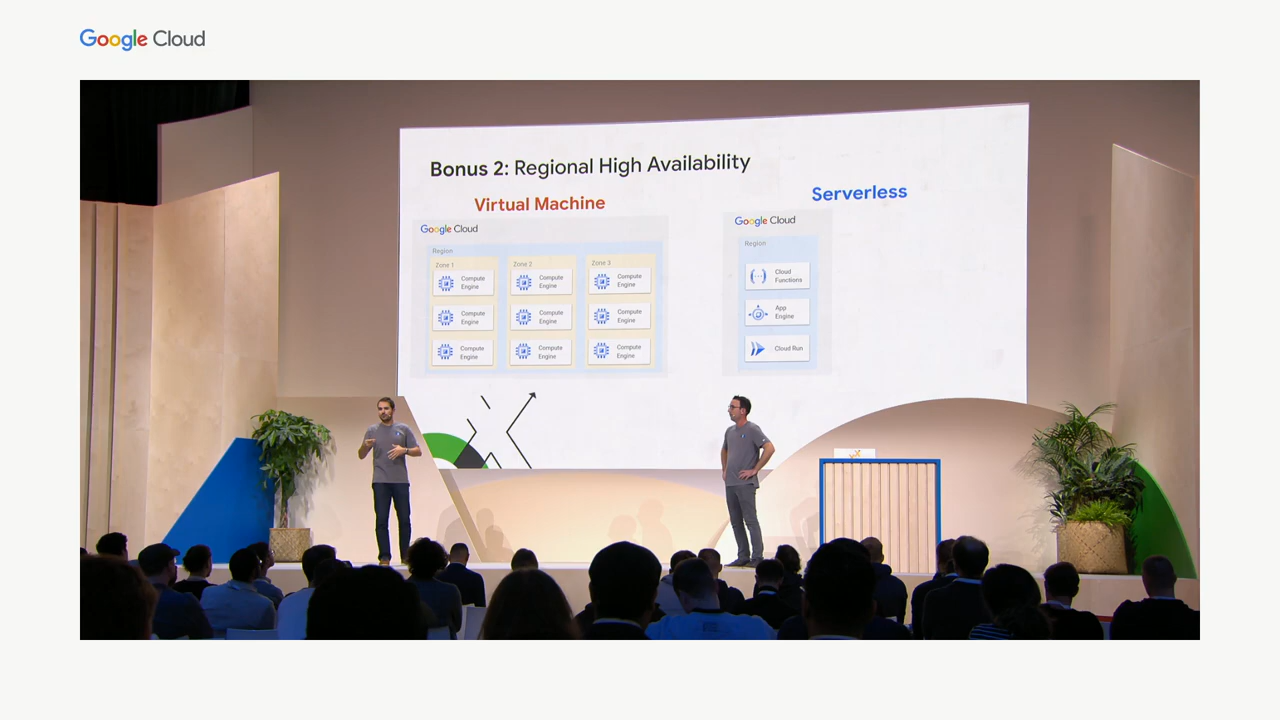 Google Cloud
Bonus 2: Regional High Availability
Virtual Machine
Serverless
Google Cloud
Region
Zone 1
Zone 2
Zone 3
Compute
Engine
Compute
Engine
Compute
Engine
Compute
Engine
Compute
Engine
Compute
Engine
Compute
Engine
Compute
Engine
Compute
Engine
Google Cloud
Region
Cloud
Functions
App
Engine
Cloud Run